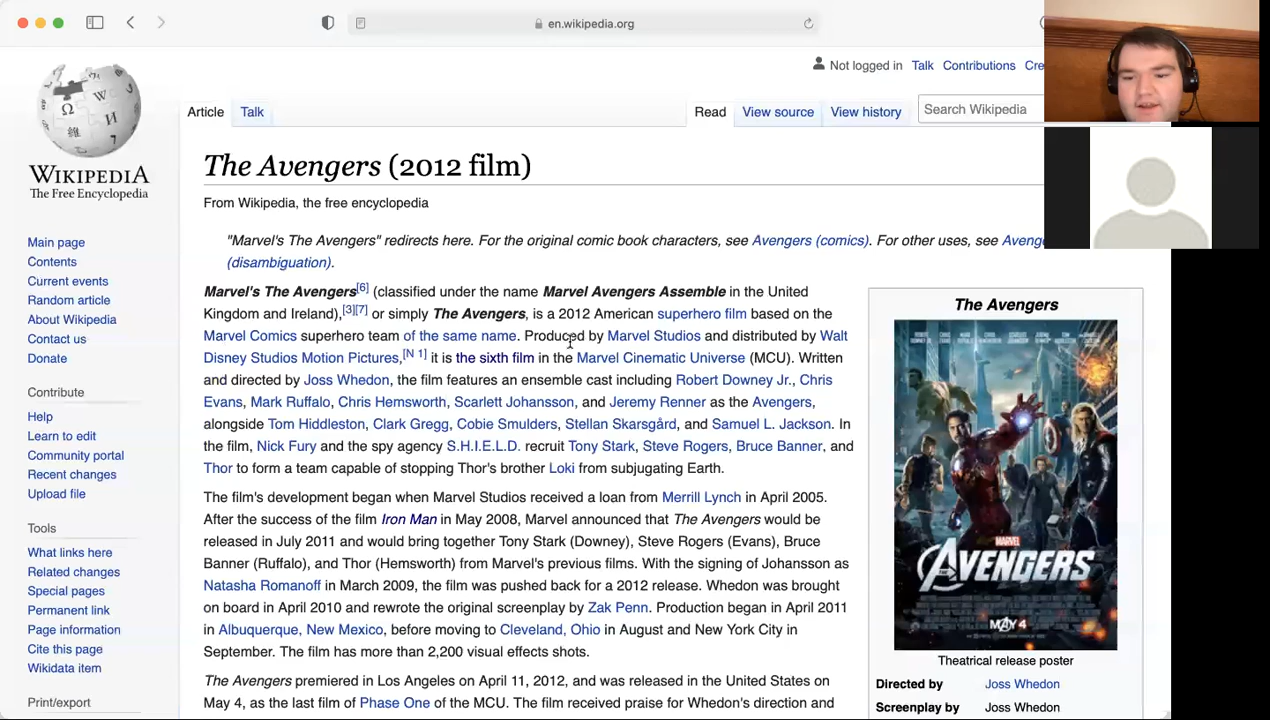 en.wikipedia.org
Not logged in Talk Contributions Cre
Article Talk Read View source View history Search Wikipedia
WIKIPEDIA
The Free Encyclopedia
Main page
Contents
Current events
Random article
About Wikipedia
Contact us
Donate
Contribute
Help
Learn to edit
Community portal
Recent changes
Upload file
Tools
What links here
Related changes
Special pages
Permanent link
Page information
Cite this page
Wikidata item
Print/export
The Avengers (2012 film)
From Wikipedia, the free encyclopedia
"Marvel's The Avengers" redirects here. For the original comic book characters, see Avengers (comics). For other uses, see Aveng
(disambiguation).
Marvel's The Avengers[6] (classified under the name Marvel Avengers Assemble in the United
Kingdom and Ireland),[3][7] or simply The Avengers, is a 2012 American superhero film based on the
Marvel Comics superhero team of the same name. Produced by Marvel Studios and distributed by Walt
Disney Studios Motion Pictures,[N 1] it is the sixth film in the Marvel Cinematic Universe (MCU). Written
and directed by Joss Whedon, the film features an ensemble cast including Robert Downey Jr., Chris
Evans, Mark Ruffalo, Chris Hemsworth, Scarlett Johansson, and Jeremy Renner as the Avengers,
alongside Tom Hiddleston, Clark Gregg, Cobie Smulders, Stellan Skarsgård, and Samuel L. Jackson. In
the film, Nick Fury and the spy agency S.H.I.E.L.D. recruit Tony Stark, Steve Rogers, Bruce Banner, and
Thor to form a team capable of stopping Thor's brother Loki from subjugating Earth.
The film's development began when Marvel Studios received a loan from Merrill Lynch in April 2005.
After the success of the film Iron Man in May 2008, Marvel announced that The Avengers would be
released in July 2011 and would bring together Tony Stark (Downey), Steve Rogers (Evans), Bruce
Banner (Ruffalo), and Thor (Hemsworth) from Marvel's previous films. With the signing of Johansson as
Natasha Romanoff in March 2009, the film was pushed back for a 2012 release. Whedon was brought
on board in April 2010 and rewrote the original screenplay by Zak Penn. Production began in April 2011
in Albuquerque, New Mexico, before moving to Cleveland, Ohio in August and New York City in
September. The film has more than 2,200 visual effects shots.
The Avengers premiered in Los Angeles on April 11, 2012, and was released in the United States on
May 4, as the last film of Phase One of the MCU. The film received praise for Whedon's direction and
The Avengers
MARVEL
AVENGERS
MAY 4
Theatrical release poster
Directed by Joss Whedon
Screenplay by Joss Whedon